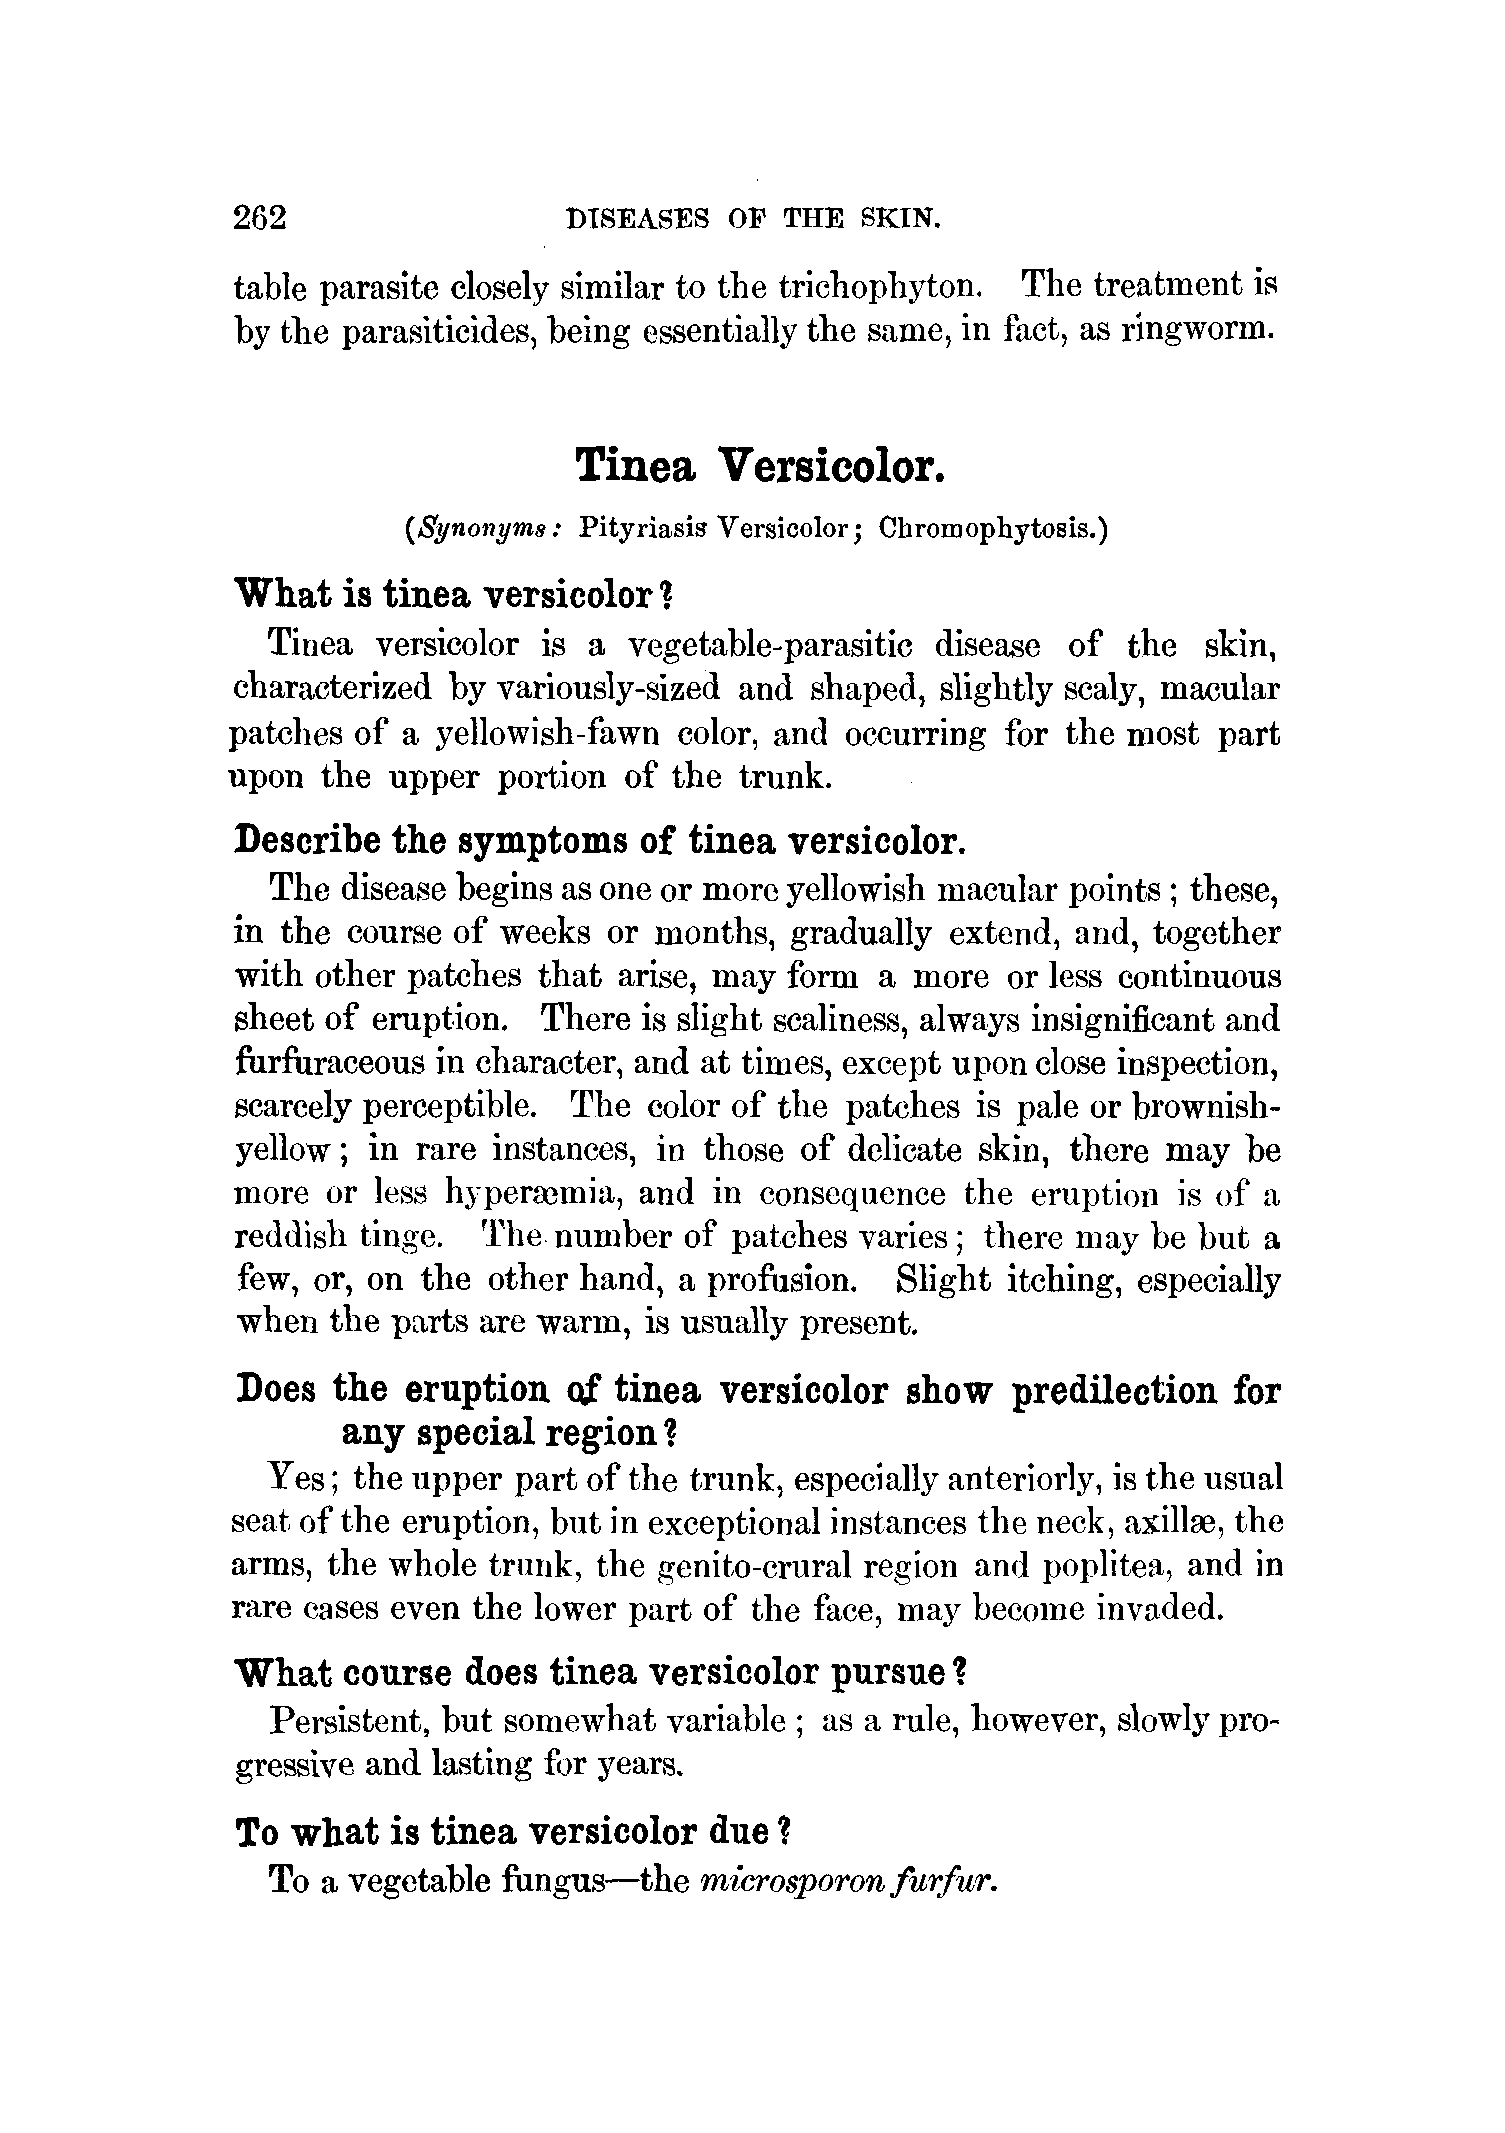 262 DISEASES OF THE SKIN.
table parasite closely similar to the trichophyton. The treatment is
by the parasiticides, being essentially the same, in fact, as ringworm.
Tinea Versicolor.
(Synonyms: Pityriasis Versicolor; Chromophytosis.)
What is tinea versicolor?
Tinea versicolor is a vegetable-parasitic disease of the skin,
characterized by variously-sized and shaped, slightly scaly, macular
patches of a yellowish-fawn color, and occurring for the most part
upon the upper portion of the trunk.
Describe the symptoms of tinea versicolor.
The disease begins as one or more yellowish macular points; these,
in the course of weeks or months, gradually extend, and, together
with other patches that arise, may form a more or less continuous
sheet of eruption. There is slight scaliness, always insignificant and
furfuraceous in character, and at times, except upon close inspection,
scarcely perceptible. The color of the patches is pale or brownish-
yellow; in rare instances, in those of delicate skin, there may be
more or less hyperæmia, and in consequence the eruption is of a
reddish tinge. The number of patches varies; there may be but a
few, or, on the other hand, a profusion. Slight itching, especially
when the parts are warm, is usually present.
Does the eruption of tinea versicolor show predilection for
any special region?
Yes; the upper part of the trunk, especially anteriorly, is the usual
seat of the eruption, but in exceptional instances the neck, axillæ, the
arms, the whole trunk, the genito-crural region and poplitea, and in
rare cases even the lower part of the face, may become invaded.
What course does tinea versicolor pursue?
Persistent, but somewhat variable; as a rule, however, slowly pro-
gressive and lasting for years.
To what is tinea versicolor due?
To a vegetable fungus—the microsporon furfur.